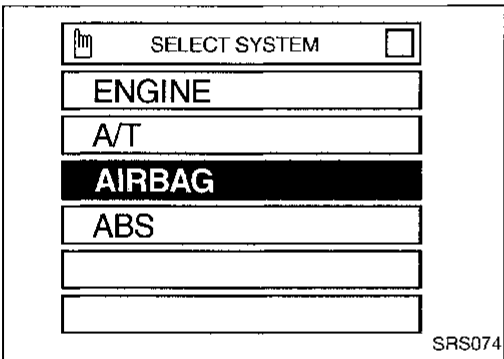 SELECT SYSTEM
ENGINE
A/T
AIRBAG
ABS
SRS074